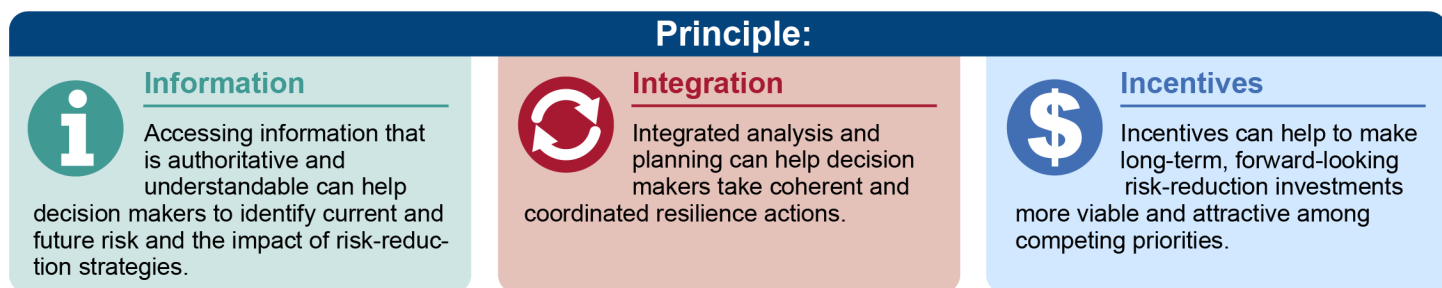 Principle:
Information
Accessing information that
is authoritative and
understandable can help
decision makers to identify current and
future risk and the impact of risk-reduc-
tion strategies.
Integration
Integrated analysis and
planning can help decision
makers take coherent and
coordinated resilience actions.
Incentives
Incentives can help to make
long-term, forward-looking
risk-reduction investments
more viable and attractive among
competing priorities.